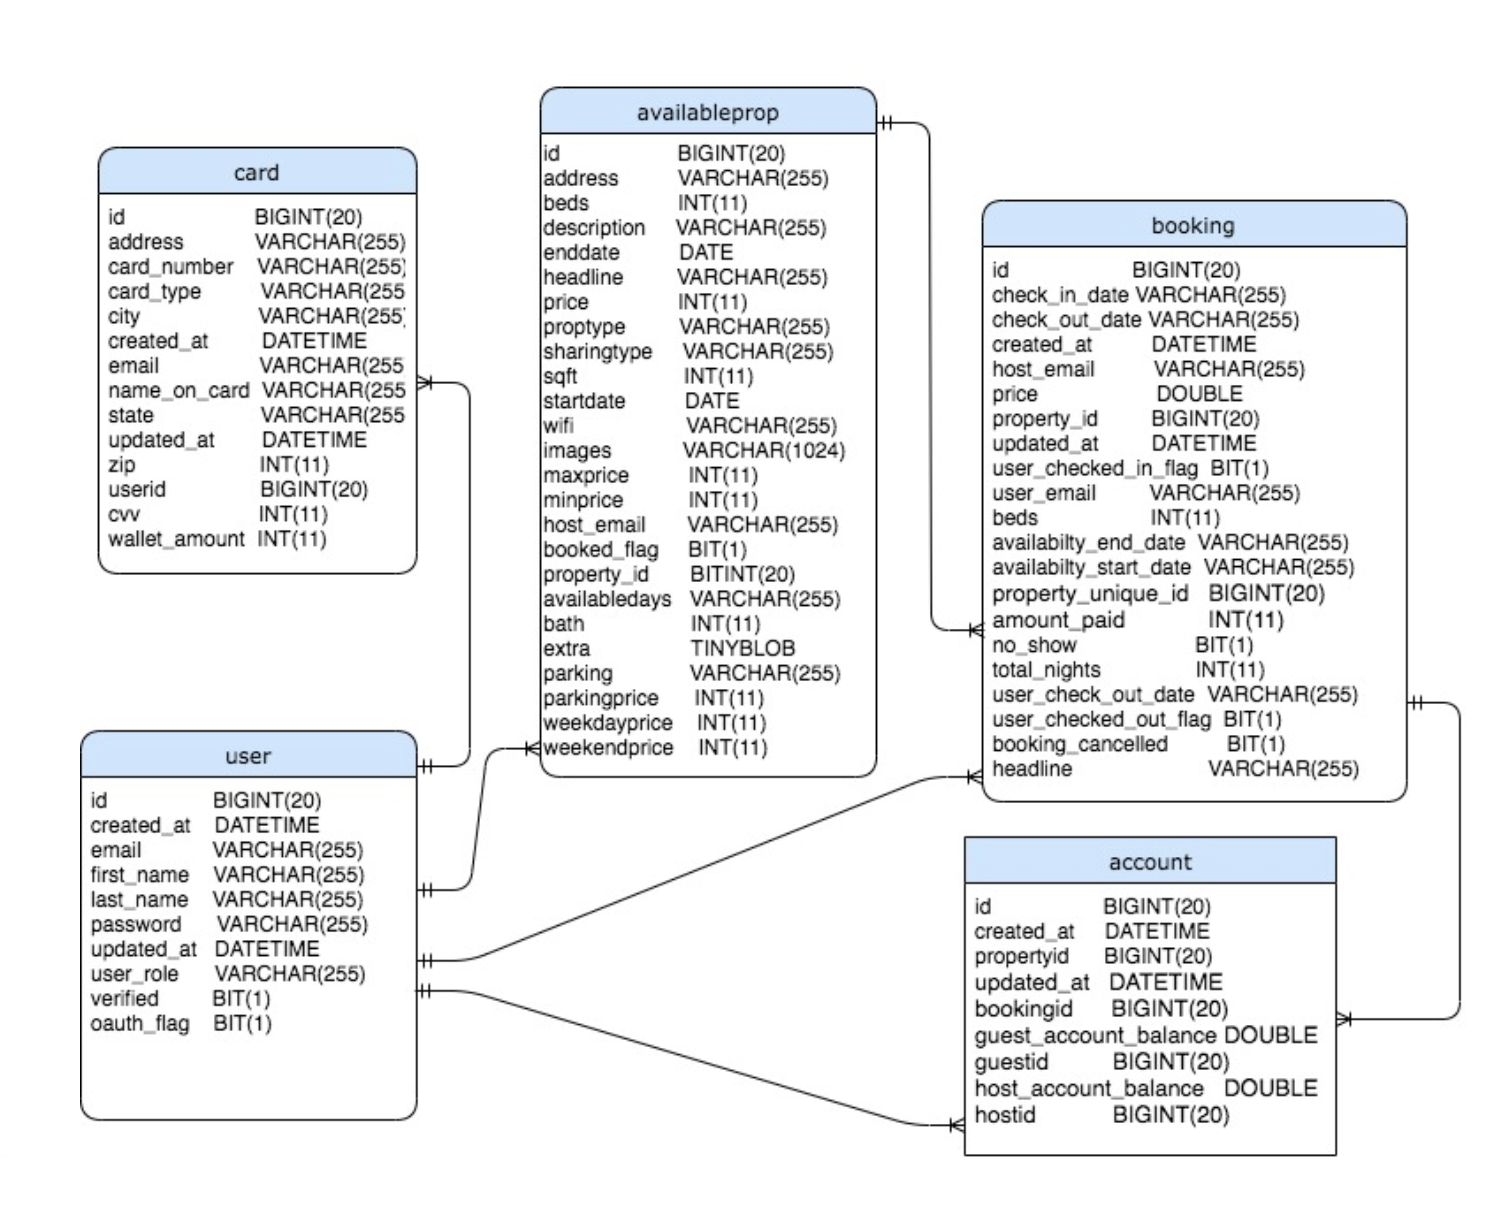 card
id BIGINT(20)
address VARCHAR(255)
card_number VARCHAR(255)
card_type VARCHAR(255
city VARCHAR(255)
created_at DATETIME
email VARCHAR(255
name_on_card VARCHAR(255
state VARCHAR(255
updated_at DATETIME
zip INT(11)
userid BIGINT(20)
cvv INT(11)
wallet_amount INT(11)
availableprop
id BIGINT(20)
address VARCHAR(255)
beds INT(11)
description VARCHAR(255)
enddate DATE
headline VARCHAR(255)
price INT(11)
proptype VARCHAR(255)
sharingtype VARCHAR(255)
sqft INT(11)
startdate DATE
wifi VARCHAR(255)
images VARCHAR(1024)
maxprice INT(11)
minprice INT(11)
host_email VARCHAR(255)
booked_flag BIT(1)
property_id BITINT(20)
availabledays VARCHAR(255)
bath INT(11)
extra TINYBLOB
parking VARCHAR(255)
parkingprice INT(11)
weekdayprice INT(11)
weekendprice INT(11)
booking
id BIGINT(20)
check_in_date VARCHAR(255)
check_out_date VARCHAR(255)
created_at DATETIME
host_email VARCHAR(255)
price DOUBLE
property_id BIGINT(20)
updated_at DATETIME
user_checked_in_flag BIT(1)
user_email VARCHAR(255)
beds INT(11)
availabilty_end_date VARCHAR(255)
availabilty_start_date VARCHAR(255)
property_unique_id BIGINT(20)
amount_paid INT(11)
no_show BIT(1)
total_nights INT(11)
user_check_out_date VARCHAR(255)
user_checked_out_flag BIT(1)
booking_cancelled BIT(1)
headline VARCHAR(255)
user
id BIGINT(20)
created_at DATETIME
email VARCHAR(255)
first_name VARCHAR(255)
last_name VARCHAR(255)
password VARCHAR(255)
updated_at DATETIME
user_role VARCHAR(255)
verified BIT(1)
oauth_flag BIT(1)
account
id BIGINT(20)
created_at DATETIME
propertyid BIGINT(20)
updated_at DATETIME
bookingid BIGINT(20)
guest_account_balance DOUBLE
guestid BIGINT(20)
host_account_balance DOUBLE
hostid BIGINT(20)